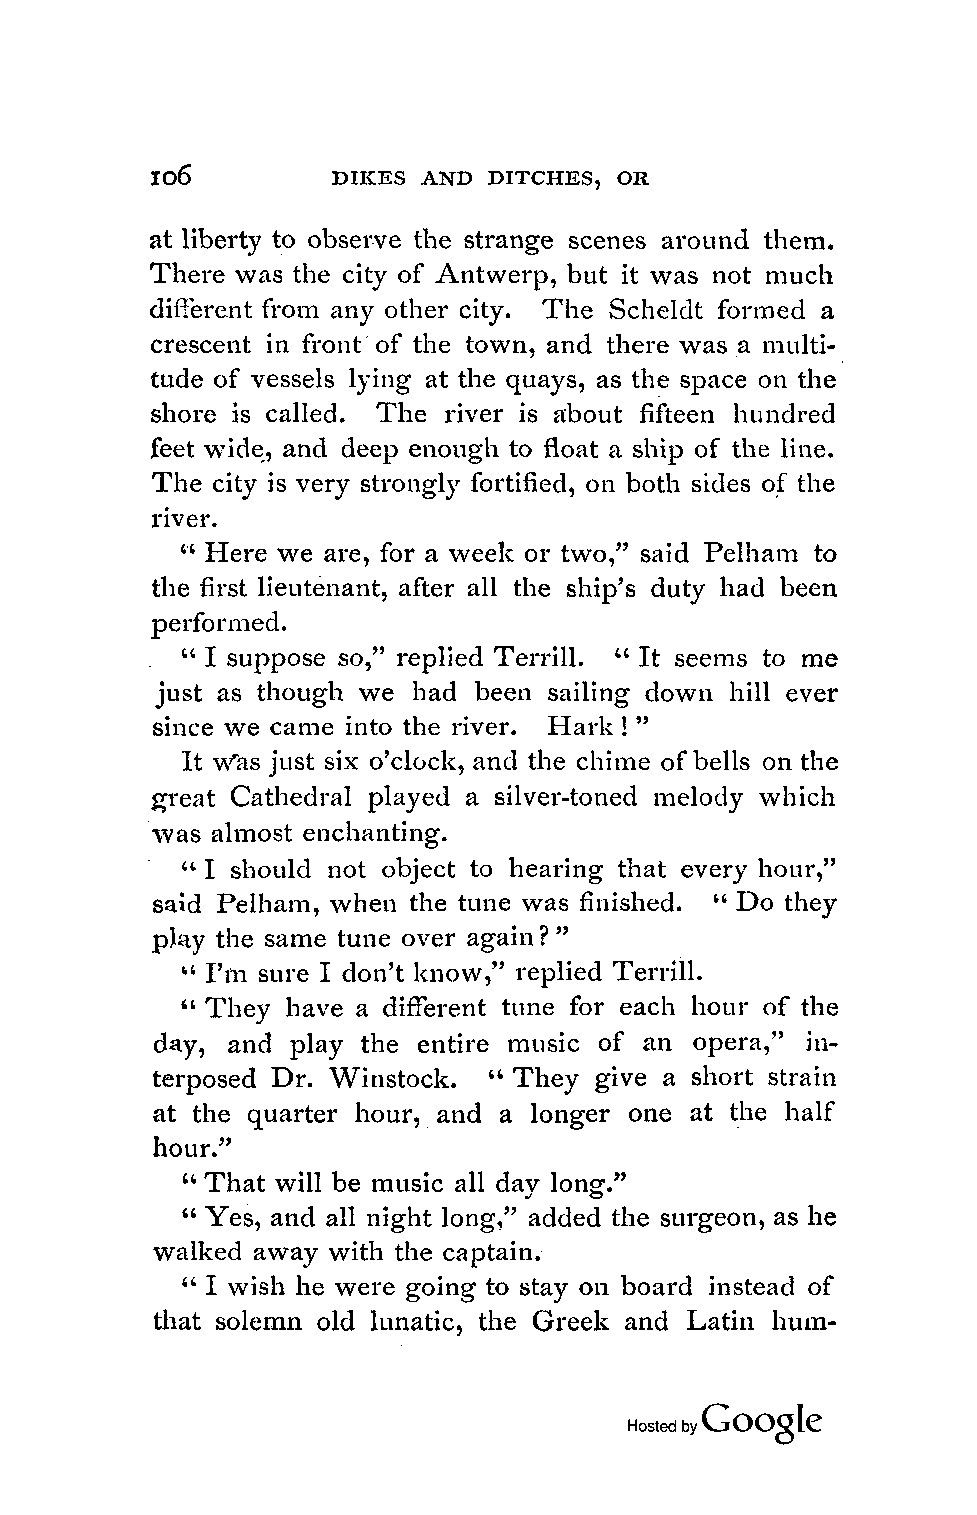 106 DIKES AND DITCHES, OR
at liberty to observe the strange scenes around them.
There was the city of Antwerp, but it was not much
different from any other city. The Scheldt formed a
crescent in front of the town, and there was a multi-
tude of vessels lying at the quays, as the space on the
shore is called. The river is about fifteen hundred
feet wide, and deep enough to float a ship of the line.
The city is very strongly fortified, on both sides of the
river.
“ Here we are, for a week or two,” said Pelham to
the first lieutenant, after all the ship’s duty had been
performed.
“ I suppose so,” replied Terrill. “ It seems to me
just as though we had been sailing down hill ever
since we came into the river. Hark ! ”
It was just six o’clock, and the chime of bells on the
great Cathedral played a silver-toned melody which
was almost enchanting.
“ I should not object to hearing that every hour,”
said Pelham, when the tune was finished. “ Do they
play the same tune over again ? ”
“ I’m sure I don’t know,” replied Terrill.
“ They have a different tune for each hour of the
day, and play the entire music of an opera,” in-
terposed Dr. Winstock. “ They give a short strain
at the quarter hour, and a longer one at the half
hour.”
“ That will be music all day long.”
“ Yes, and all night long,” added the surgeon, as he
walked away with the captain.
“ I wish he were going to stay on board instead of
that solemn old lunatic, the Greek and Latin hum-
Hosted by Google